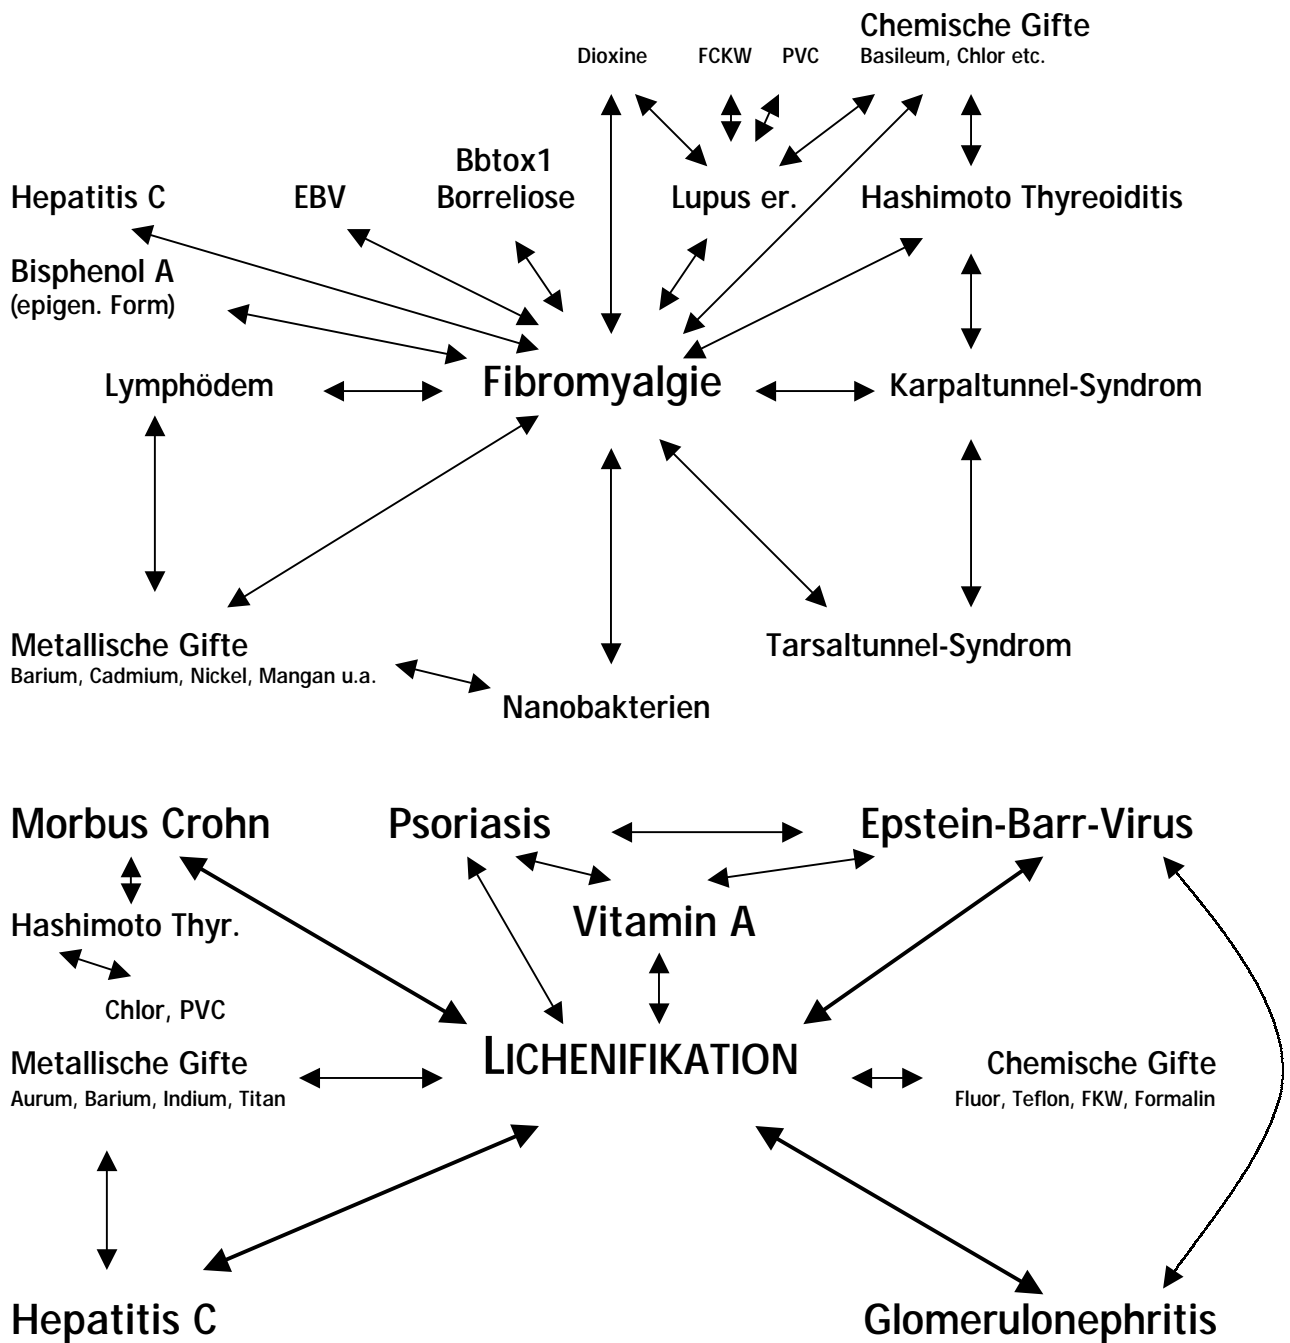 Chemische Gifte
Dioxine FCKW PVC Basileum, Chlor etc.
Bbtox1
Hepatitis C EBV Borreliose Lupus er. Hashimoto Thyreoiditis
Bisphenol A
(epigen. Form)
Lymphödem Fibromyalgie Karpaltunnel-Syndrom
Metallische Gifte Tarsaltunnel-Syndrom
Barium, Cadmium, Nickel, Mangan u.a.
Nanobakterien
Morbus Crohn Psoriasis Epstein-Barr-Virus
Hashimoto Thyr. Vitamin A
Chlor, PVC
Metallische Gifte LICHENIFIKATION Chemische Gifte
Aurum, Barium, Indium, Titan Fluor, Teflon, FKW, Formalin
Hepatitis C Glomerulonephritis